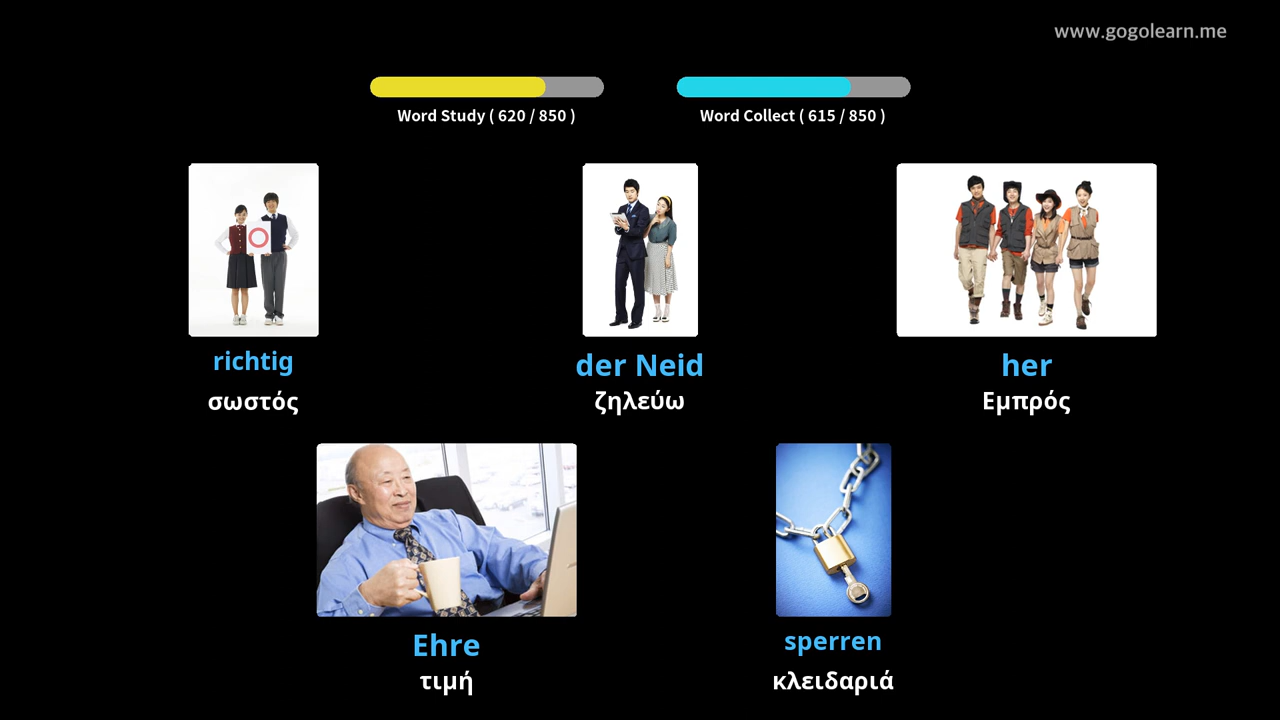 www.gogolearn.me
Word Study ( 620 / 850 )
Word Collect ( 615 / 850 )
richtig
σωστός
der Neid
ζηλεύω
her
Εμπρός
Ehre
τιμή
sperren
κλειδαριά